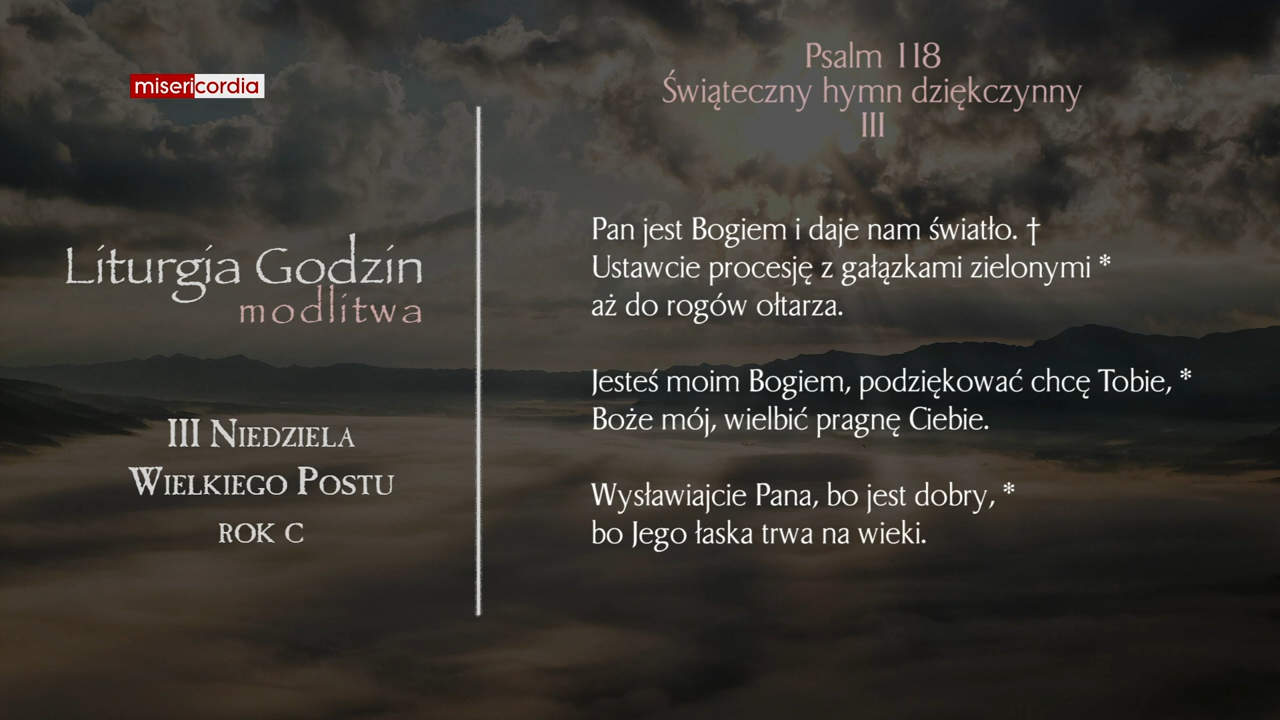 misericordia
Liturgia Godzin
modlitwa
III Niedziela
Wielkiego Postu
rok C
Psalm 118
Świąteczny hymn dziękczynny
III
Pan jest Bogiem i daje nam światło. †
Ustawcie procesję z gałązkami zielonymi *
aż do rogów ołtarza.
Jesteś moim Bogiem, podziękować chcę Tobie, *
Boże mój, wielbić pragnę Ciebie.
Wysławiajcie Pana, bo jest dobry, *
bo Jego łaska trwa na wieki.